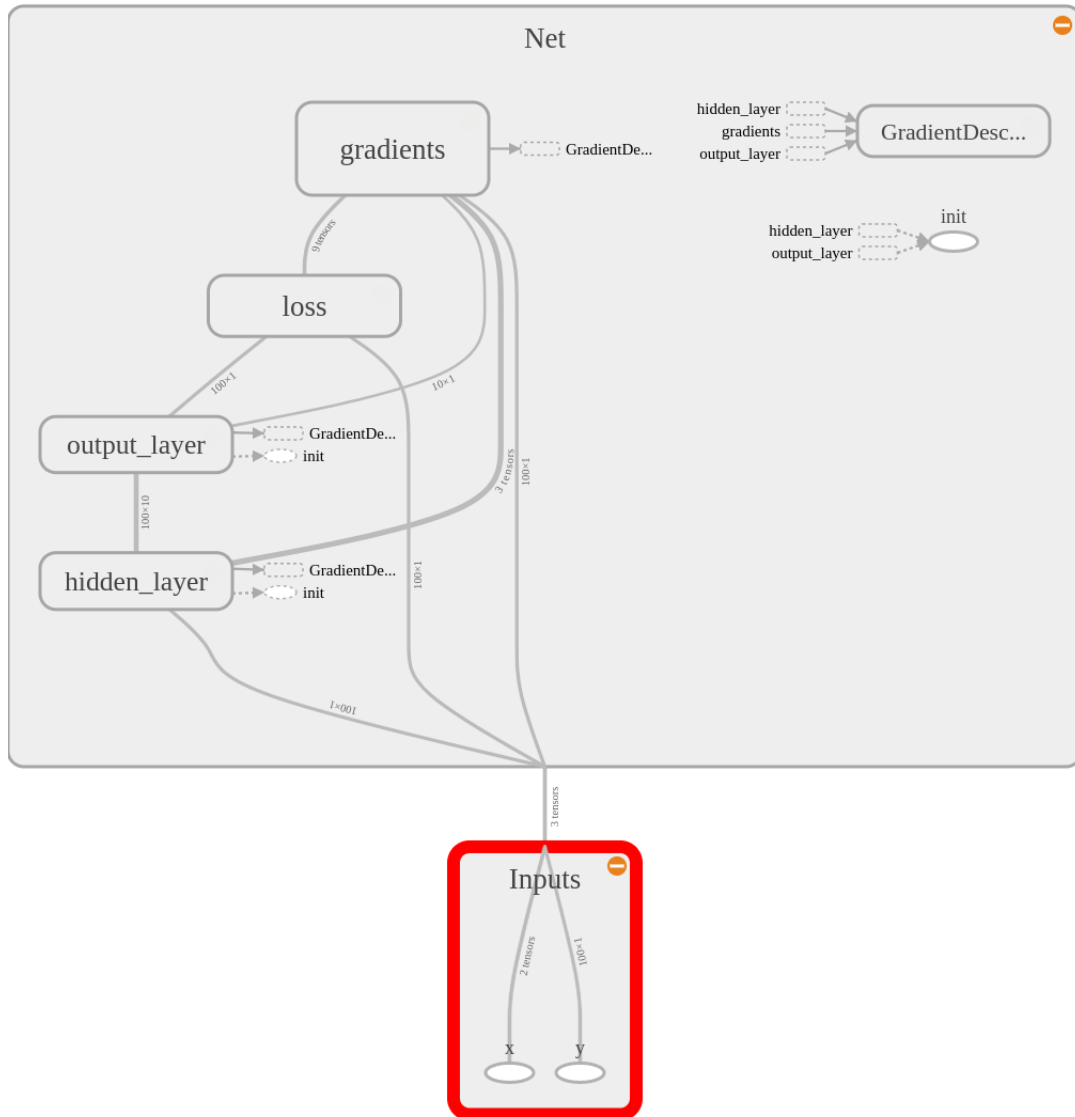 Net
gradients
GradientDe...
hidden_layer
gradients
output_layer
GradientDesc...
9 tensors
init
hidden_layer
output_layer
loss
100×1
10×1
output_layer
GradientDe...
init
3 tensors
100×1
100×10
hidden_layer
GradientDe...
init
100×1
100×1
3 tensors
Inputs
2 tensors
100×1
x
y